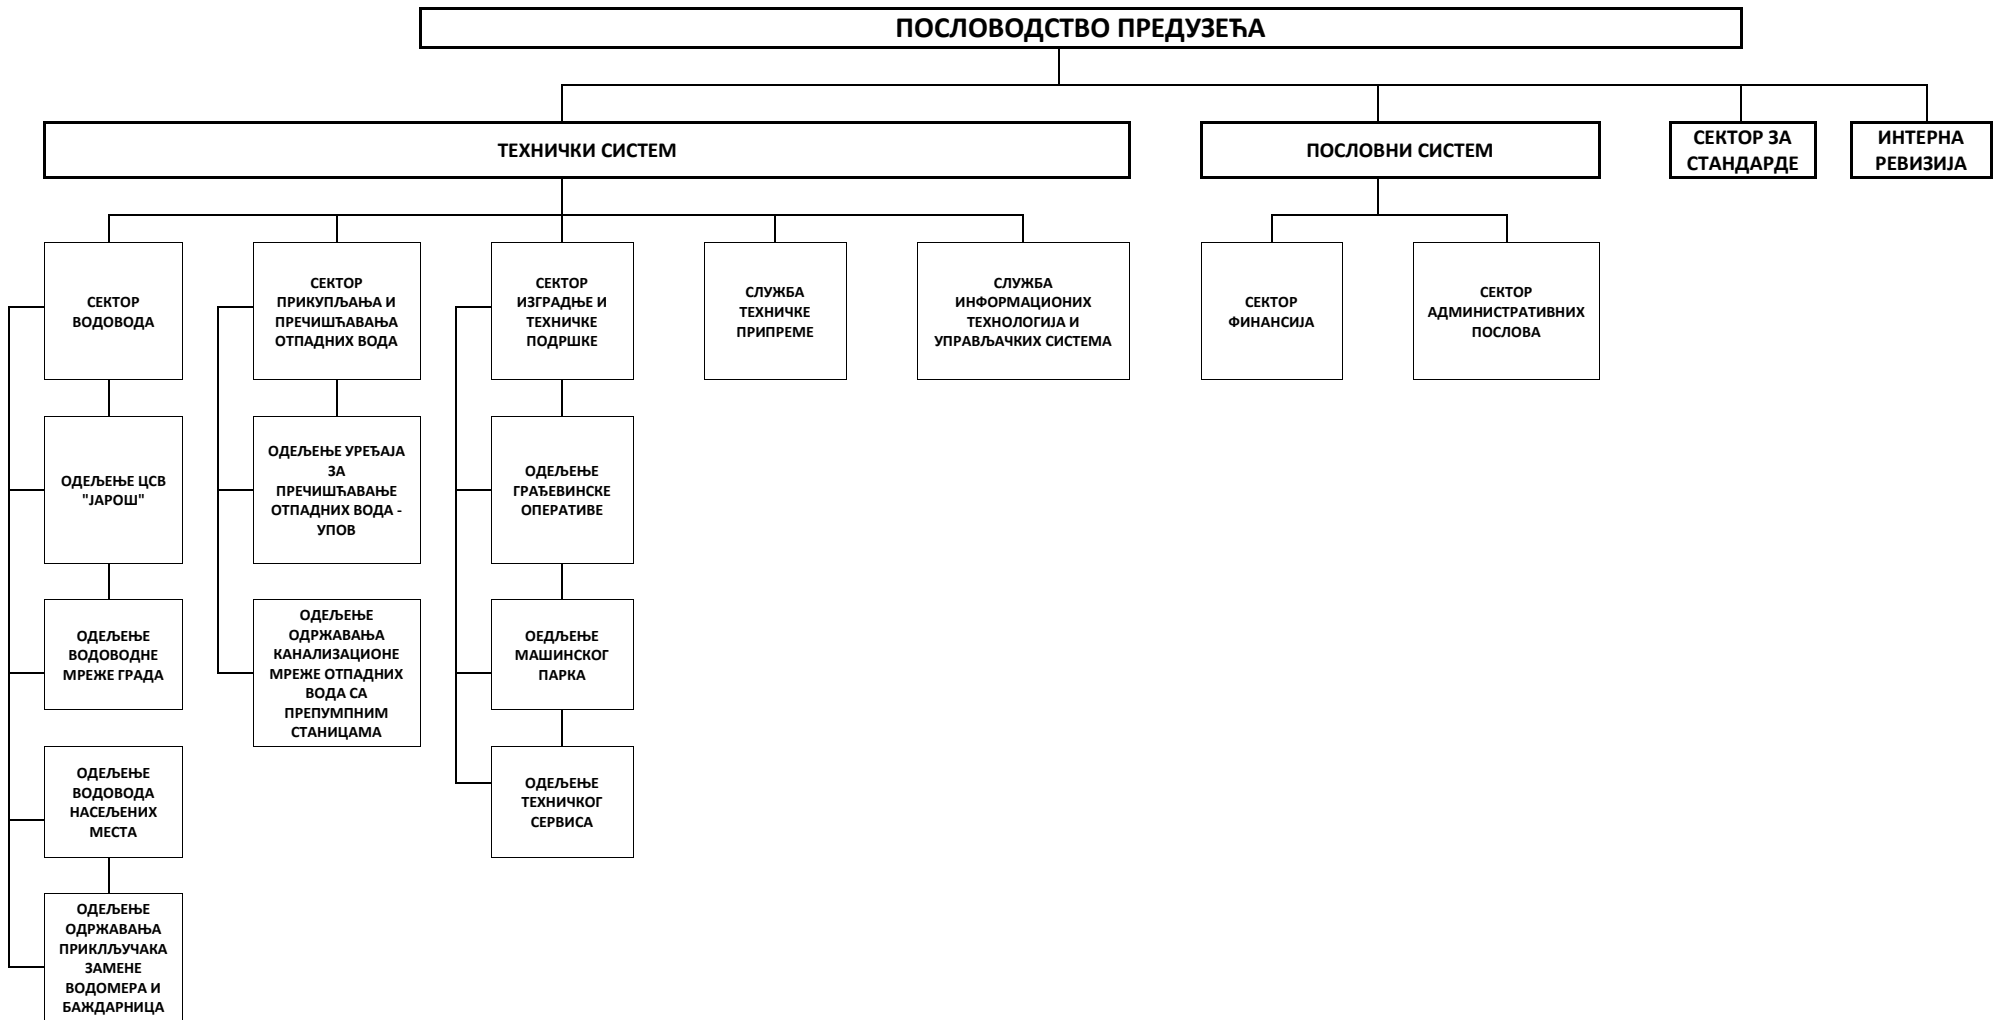 ПОСЛОВОДСТВО ПРЕДУЗЕЋА
ТЕХНИЧКИ СИСТЕМ
ПОСЛОВНИ СИСТЕМ
СЕКТОР ЗА
СТАНДАРДЕ
ИНТЕРНА
РЕВИЗИЈА
СЕКТОР
ВОДОВОДА
СЕКТОР
ПРИКУПЉАЊА И
ПРЕЧИШЋАВАЊА
ОТПАДНИХ ВОДА
СЕКТОР
ИЗГРАДЊЕ И
ТЕХНИЧКЕ
ПОДРШКЕ
СЛУЖБА
ТЕХНИЧКЕ
ПРИПРЕМЕ
СЛУЖБА
ИНФОРМАЦИОНИХ
ТЕХНОЛОГИЈА И
УПРАВЉАЧКИХ СИСТЕМА
СЕКТОР
ФИНАНСИЈА
СЕКТОР
АДМИНИСТРАТИВНИХ
ПОСЛОВА
ОДЕЉЕЊЕ ЦСВ
"ЈАРОШ"
ОДЕЉЕЊЕ УРЕЂАЈА
ЗА
ПРЕЧИШЋАВАЊЕ
ОТПАДНИХ ВОДА -
УПОВ
ОДЕЉЕЊЕ
ГРАЂЕВИНСКЕ
ОПЕРАТИВЕ
ОДЕЉЕЊЕ
ВОДОВОДНЕ
МРЕЖЕ ГРАДА
ОДЕЉЕЊЕ
ОДРЖАВАЊА
КАНАЛИЗАЦИОНЕ
МРЕЖЕ ОТПАДНИХ
ВОДА СА
ПРЕПУМПНИМ
СТАНИЦАМА
ОЕДЉЕЊЕ
МАШИНСКОГ
ПАРКА
ОДЕЉЕЊЕ
ВОДОВОДА
НАСЕЉЕНИХ
МЕСТА
ОДЕЉЕЊЕ
ТЕХНИЧКОГ
СЕРВИСА
ОДЕЉЕЊЕ
ОДРЖАВАЊА
ПРИКЛЉУЧАКА
ЗАМЕНЕ
ВОДОМЕРА И
БАЖДАРНИЦА